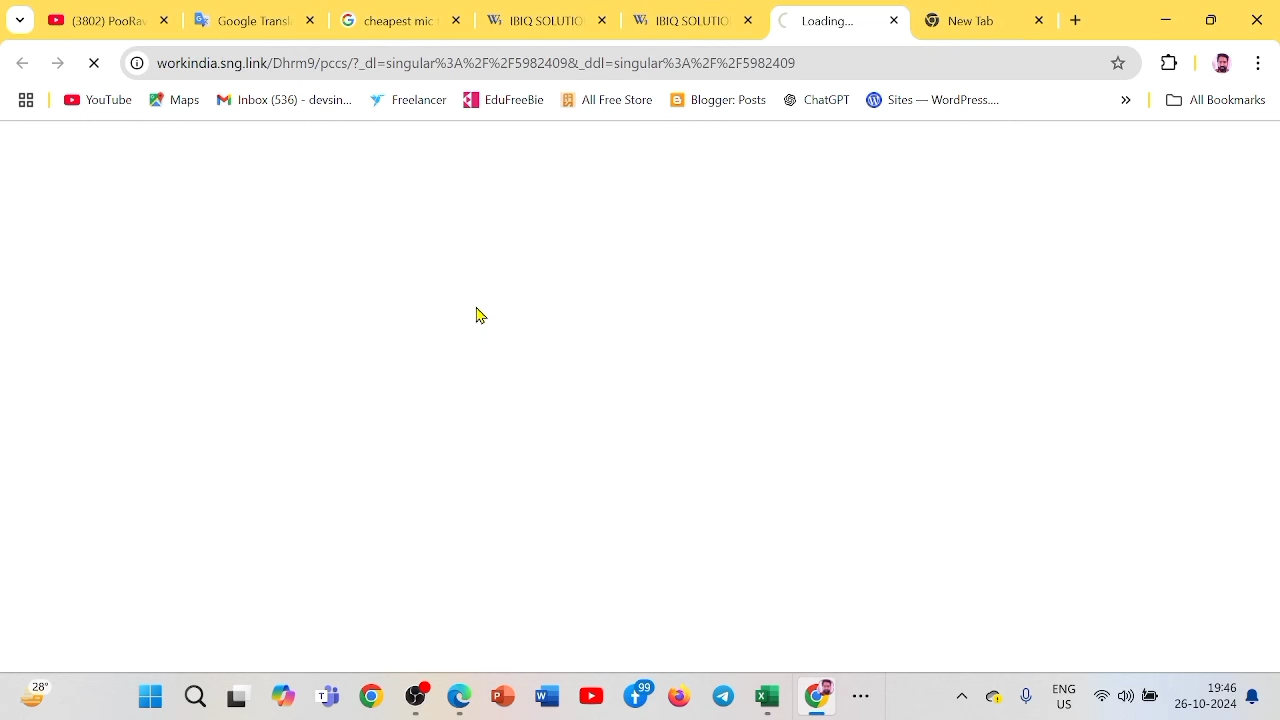 (382) PooRav
Google Transl
cheapest mic
IBIQ SOLUTIO
IBIQ SOLUTIO
Loading...
New Tab
workindia.sng.link/Dhrm9/pccs/?_dl=singular%3A%2F%2F5982409&_ddl=singular%3A%2F%2F5982409
YouTube
Maps
Inbox (536) - devsin...
Freelancer
EduFreeBie
All Free Store
Blogger: Posts
ChatGPT
Sites — WordPress....
»
All Bookmarks
28°
99
ENG
US
19:46
26-10-2024